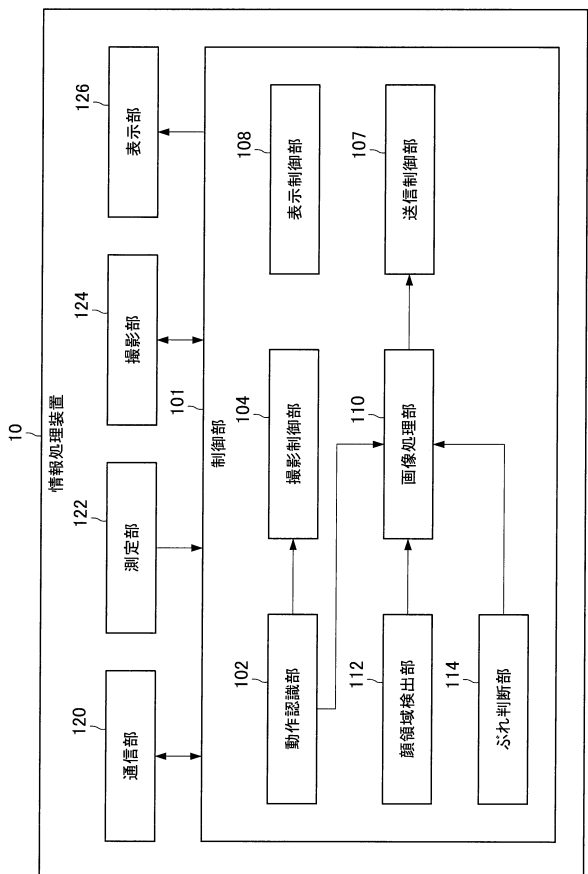 10
情報処理装置
120
通信部
122
測定部
124
撮影部
126
表示部
101
制御部
102
動作認識部
104
撮影制御部
108
表示制御部
112
顔領域検出部
110
画像処理部
107
送信制御部
114
ぶれ判断部